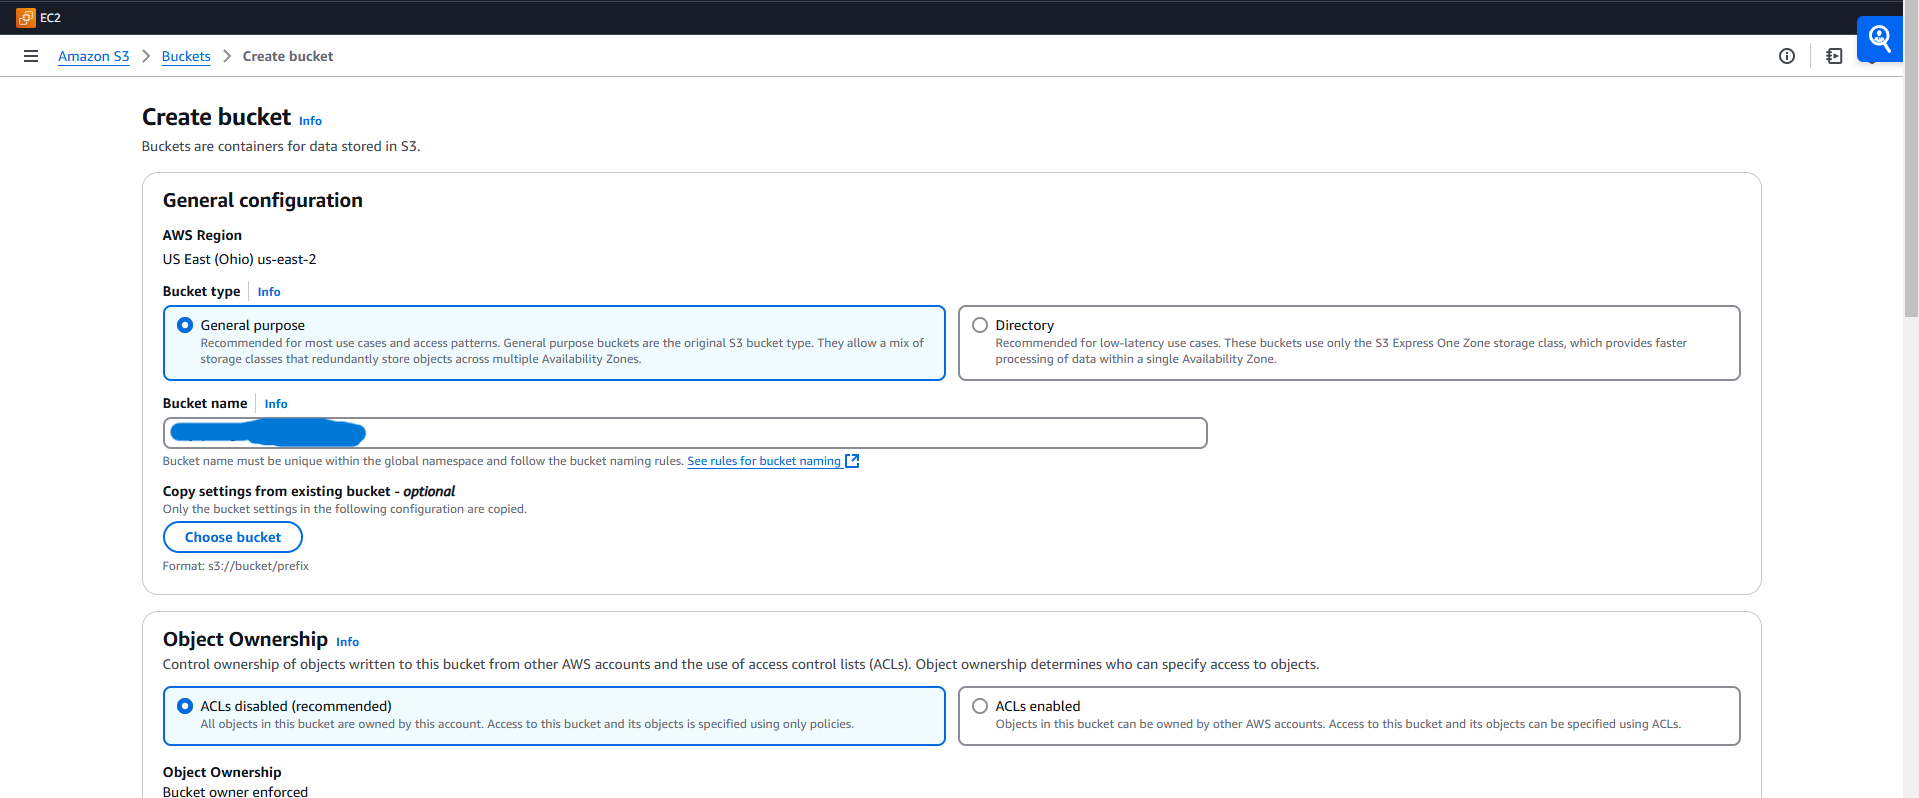 EC2
Amazon S3 > Buckets > Create bucket
Create bucket Info
Buckets are containers for data stored in S3.
General configuration
AWS Region
US East (Ohio) us-east-2
Bucket type Info
General purpose
Recommended for most use cases and access patterns. General purpose buckets are the original S3 bucket type. They allow a mix of
storage classes that redundantly store objects across multiple Availability Zones.
Directory
Recommended for low-latency use cases. These buckets use only the S3 Express One Zone storage class, which provides faster
processing of data within a single Availability Zone.
Bucket name Info
Bucket name must be unique within the global namespace and follow the bucket naming rules. See rules for bucket naming
Copy settings from existing bucket - optional
Only the bucket settings in the following configuration are copied.
Choose bucket
Format: s3://bucket/prefix
Object Ownership Info
Control ownership of objects written to this bucket from other AWS accounts and the use of access control lists (ACLs). Object ownership determines who can specify access to objects.
ACLs disabled (recommended)
All objects in this bucket are owned by this account. Access to this bucket and its objects is specified using only policies.
ACLs enabled
Objects in this bucket can be owned by other AWS accounts. Access to this bucket and its objects can be specified using ACLs.
Object Ownership
Bucket owner enforced